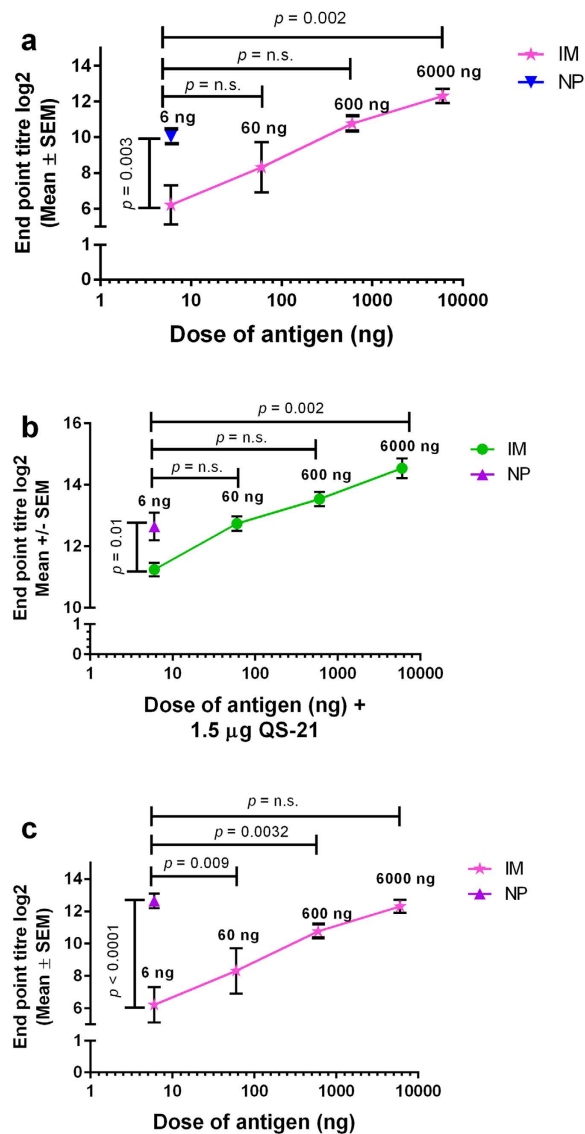 a
p = 0.002
p = n.s.
p = n.s.
IM
NP
End point titre log2
(Mean ± SEM)
14
12
10
8
6
1
0
6 ng
60 ng
600 ng
6000 ng
p = 0.003
1
10
100
1000
10000
Dose of antigen (ng)
b
p = 0.002
p = n.s.
p = n.s.
IM
NP
End point titre log2
Mean +/- SEM
16
14
12
10
1
0
6 ng
60 ng
600 ng
6000 ng
p = 0.01
1
10
100
1000
10000
Dose of antigen (ng) +
1.5 μg QS-21
c
p = n.s.
p = 0.0032
p = 0.009
IM
NP
End point titre log2
(Mean ± SEM)
14
12
10
8
6
1
0
6 ng
60 ng
600 ng
6000 ng
p < 0.0001
1
10
100
1000
10000
Dose of antigen (ng)